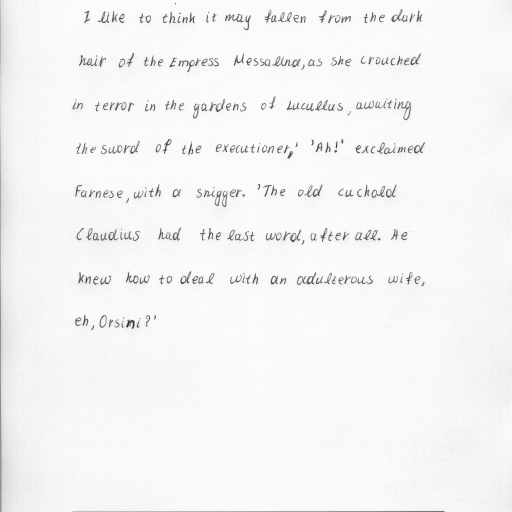 I like to think it may fallen from the dark
hair of the Empress Messalina, as she crouched
in terror in the gardens of Lucullus, awaiting
the sword of the executioner,' 'Ah!' exclaimed
Farnese, with a snigger. 'The old cuckold
Claudius had the last word, after all. He
knew how to deal with an adulterous wife,
eh, Orsini?'